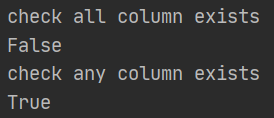 check all column exists
False
check any column exists
True